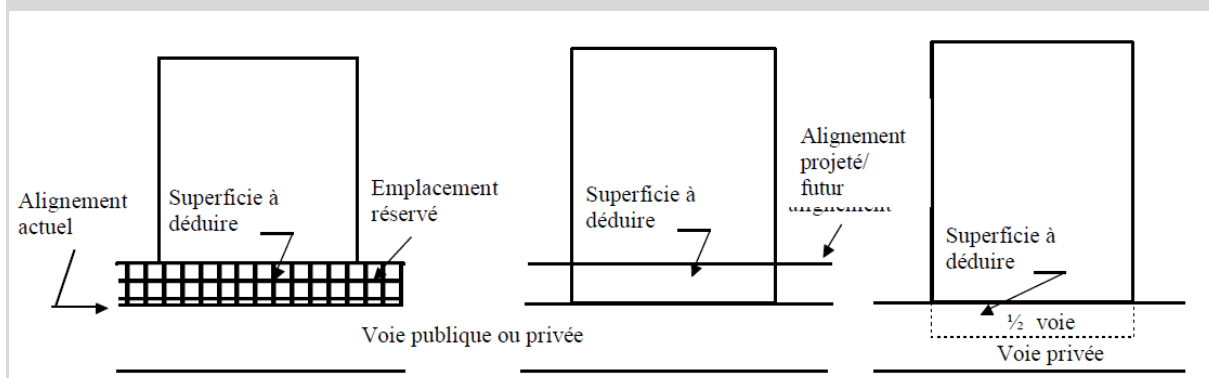 Alignement
actuel
Superficie à
déduire
Emplacement
réservé
Superficie à
déduire
Alignement
projeté/
futur
alignement
Superficie à
déduire
½ voie
Voie publique ou privée
Voie privée